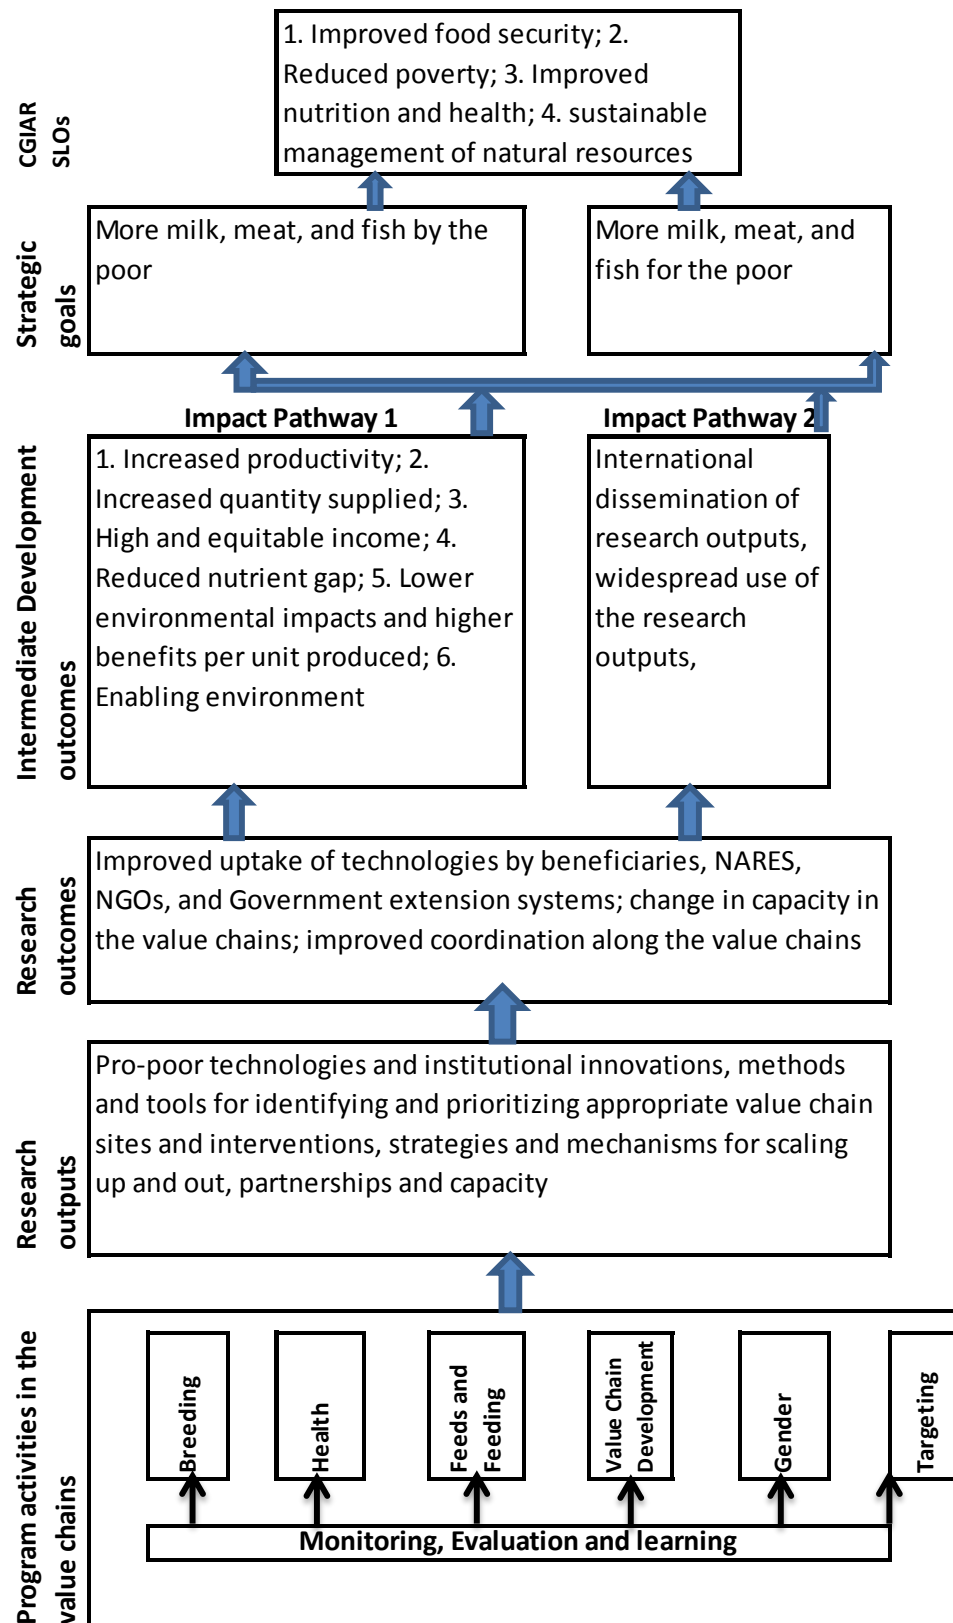 CGIAR
SLOs
1. Improved food security; 2.
Reduced poverty; 3. Improved
nutrition and health; 4. sustainable
management of natural resources
Strategic
goals
More milk, meat, and fish by the
poor
More milk, meat, and
fish for the poor
Impact Pathway 1
Impact Pathway 2
Intermediate Development
outcomes
1. Increased productivity; 2.
Increased quantity supplied; 3.
High and equitable income; 4.
Reduced nutrient gap; 5. Lower
environmental impacts and higher
benefits per unit produced; 6.
Enabling environment
International
dissemination of
research outputs,
widespread use of
the research
outputs,
Research
outcomes
Improved uptake of technologies by beneficiaries, NARES,
NGOs, and Government extension systems; change in capacity in
the value chains; improved coordination along the value chains
Research
outputs
Pro-poor technologies and institutional innovations, methods
and tools for identifying and prioritizing appropriate value chain
sites and interventions, strategies and mechanisms for scaling
up and out, partnerships and capacity
Program activities in the
value chains
Breeding
Health
Feeds and
Feeding
Value Chain
Development
Gender
Targeting
Monitoring, Evaluation and learning